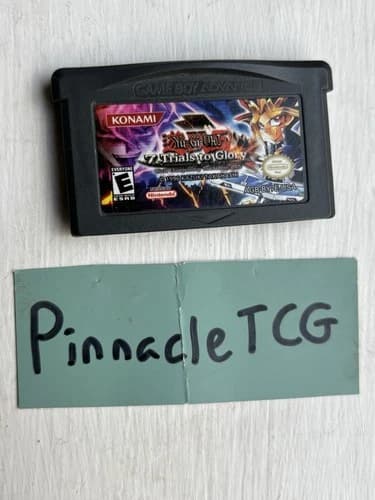 GAME BOY ADVANCE
KONAMI
Yu-Gi-Oh!
7 Trials to Glory
EVERYONE
E
ESRB
Nintendo
PinnacleTCG